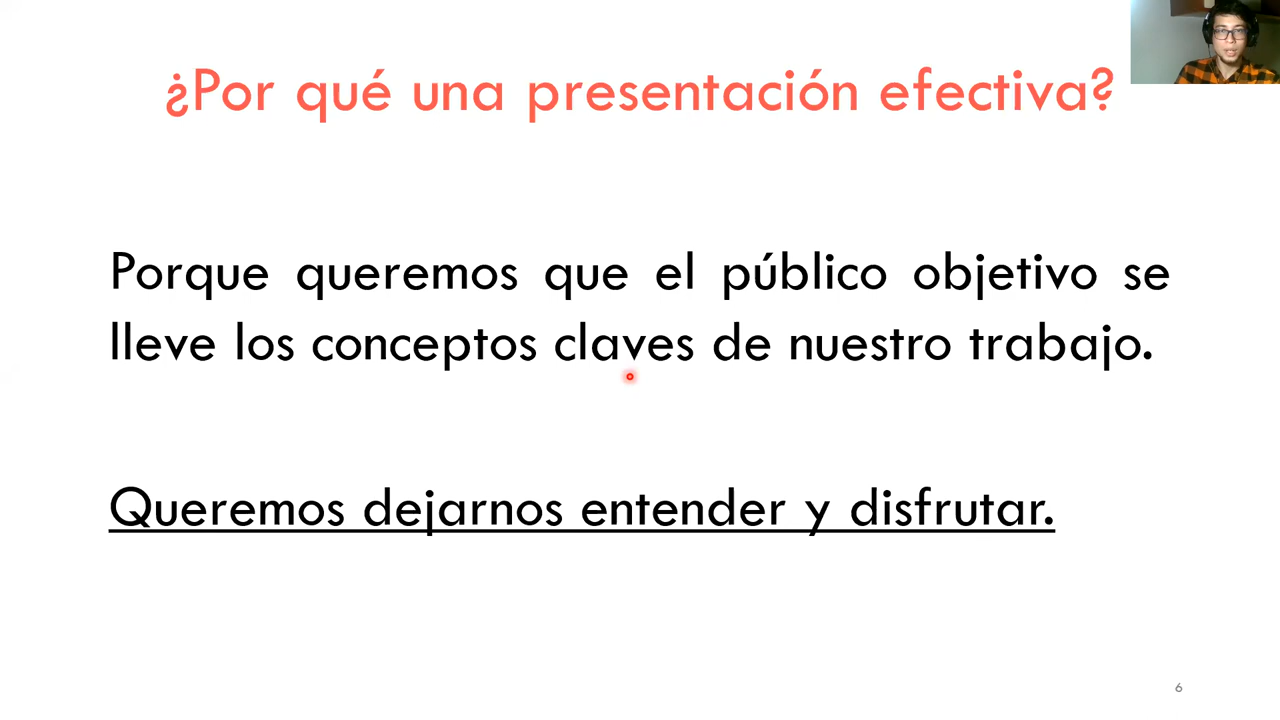 ¿Por qué una presentación efectiva?
Porque queremos que el público objetivo se
lleve los conceptos claves de nuestro trabajo.
Queremos dejarnos entender y disfrutar.
6